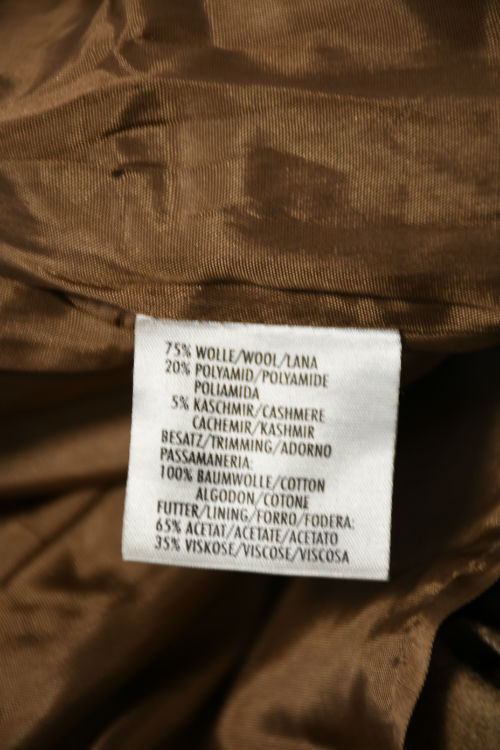 75% WOLLE/WOOL/LANA
20% POLYAMID/POLYAMIDE
POLIAMIDA
5% KASCHMIR/CASHMERE
CACHEMIR/KASHMIR
BESATZ/TRIMMING/ADORNO
PASSAMANERIA:
100% BAUMWOLLE/COTTON
ALGODON/COTONE
FUTTER/LINING/FORRO/FODERA:
65% ACETAT/ACETATE/ACETATO
35% VISKOSE/VISCOSE/VISCOSA